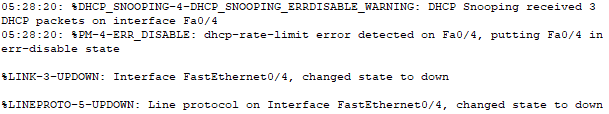 05:28:20: %DHCP_SNOOPING-4-DHCP_SNOOPING_ERRDISABLE_WARNING: DHCP Snooping received 3
DHCP packets on interface Fa0/4
05:28:20: %PM-4-ERR_DISABLE: dhcp-rate-limit error detected on Fa0/4, putting Fa0/4 in
err-disable state
%LINK-3-UPDOWN: Interface FastEthernet0/4, changed state to down
%LINEPROTO-5-UPDOWN: Line protocol on Interface FastEthernet0/4, changed state to down